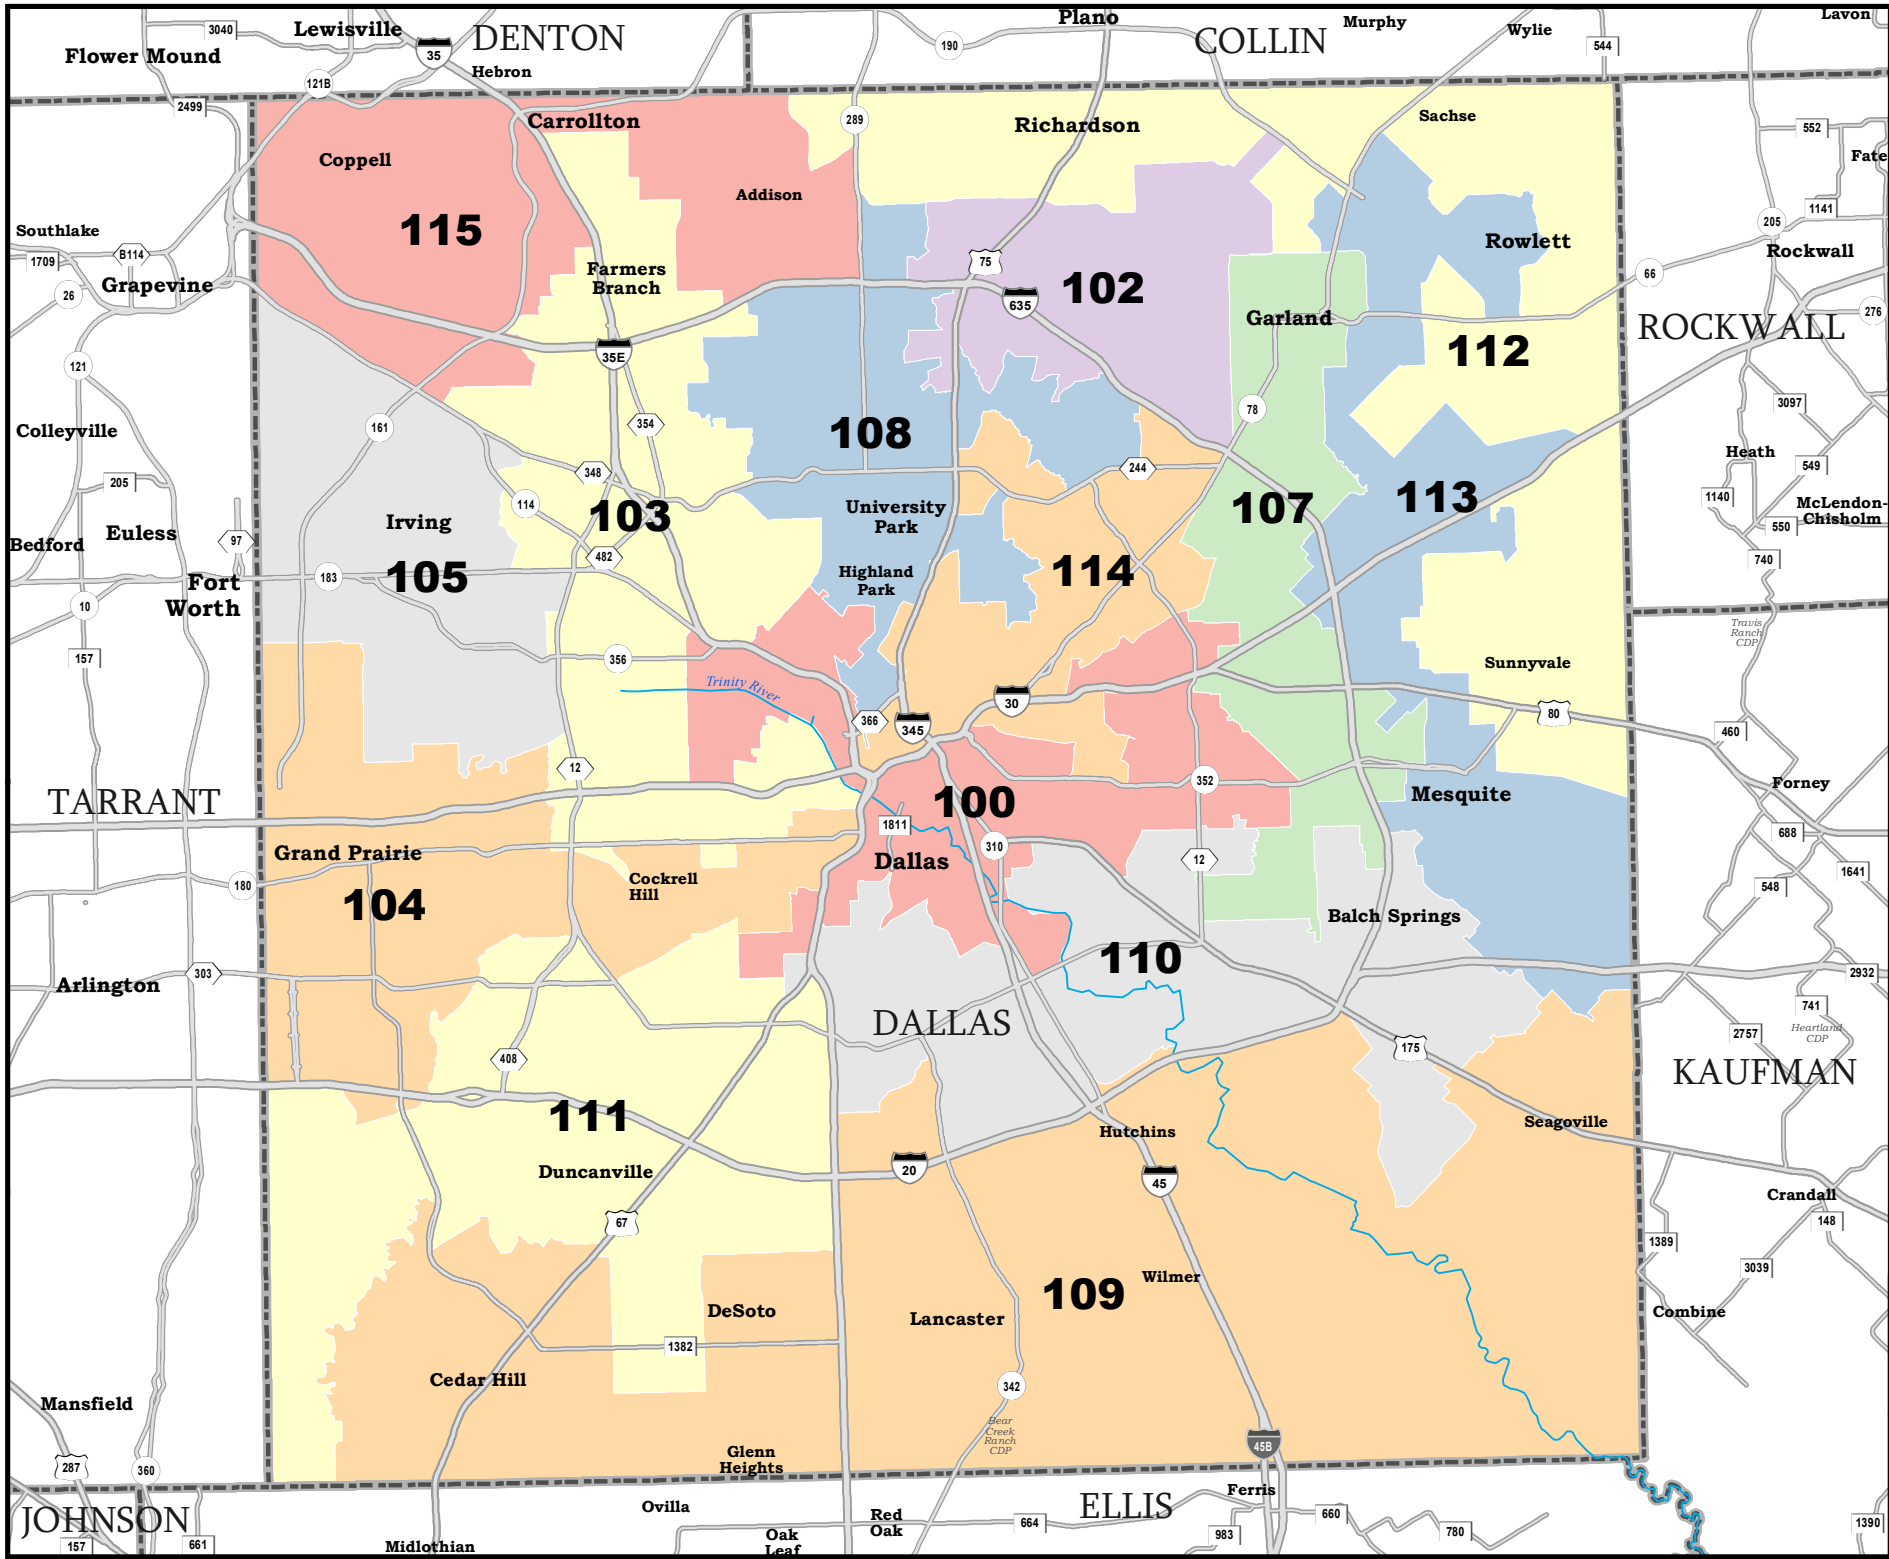 Plano
Lavon
Lewisville
DENTON
COLLIN
Murphy
Wylie
3040
Flower Mound
35
190
544
Hebron
121B
2499
289
Carrollton
Richardson
Sachse
552
Coppell
Fate
Addison
1141
115
205
Southlake
B114
1709
75
Rowlett
Rockwall
Farmers
Branch
66
Grapevine
26
102
635
Garland
276
ROCKWALL
35E
112
121
3097
78
161
354
108
Colleyville
Heath
348
244
549
205
114
1140
113
University
Park
107
McLendon-
Chisholm
Irving
103
550
Euless
97
Bedford
482
740
105
183
Highland
Park
114
Fort
Worth
10
Travis
Ranch
CDP
157
356
Sunnyvale
Trinity River
30
366
345
80
460
12
352
Forney
TARRANT
100
Mesquite
1811
688
Grand Prairie
310
12
Dallas
1641
180
Cockrell
Hill
548
104
Balch Springs
110
303
2932
Arlington
741
DALLAS
2757
Heartland
CDP
408
175
KAUFMAN
111
Seagoville
Hutchins
20
Duncanville
45
Crandall
67
148
1389
3039
Wilmer
109
DeSoto
Lancaster
Combine
1382
Cedar Hill
342
Mansfield
Bear
Creek
Ranch
CDP
45B
Glenn
Heights
287
360
Ferris
JOHNSON
Ovilla
ELLIS
Red
Oak
664
660
1390
Oak
Leaf
983
780
157
661
Midlothian